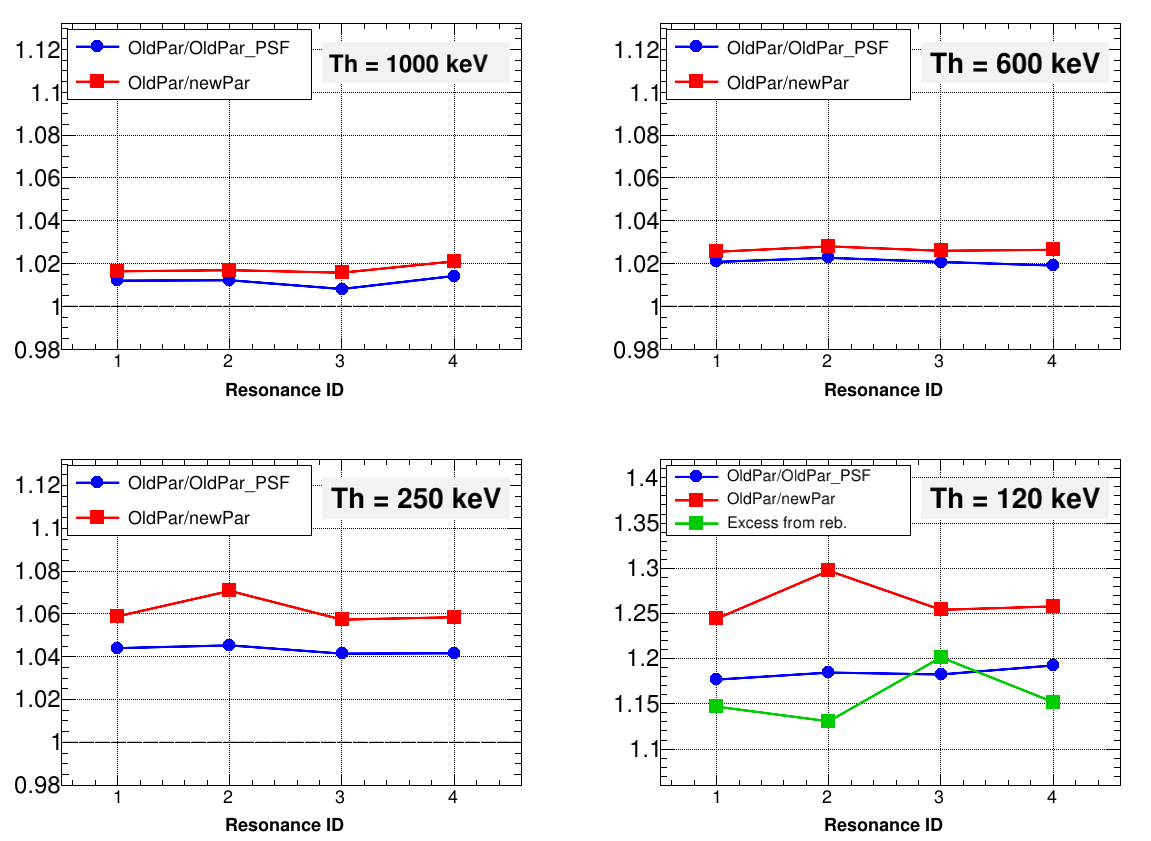 OldPar/OldPar_PSF
OldPar/newPar
Th = 1000 keV
1.12
1.1
1.08
1.06
1.04
1.02
1
0.98
1 2 3 4
Resonance ID
OldPar/OldPar_PSF
OldPar/newPar
Th = 600 keV
1.12
1.1
1.08
1.06
1.04
1.02
1
0.98
1 2 3 4
Resonance ID
OldPar/OldPar_PSF
OldPar/newPar
Th = 250 keV
1.12
1.1
1.08
1.06
1.04
1.02
1
0.98
1 2 3 4
Resonance ID
OldPar/OldPar_PSF
OldPar/newPar
Excess from reb.
Th = 120 keV
1.4
1.35
1.3
1.25
1.2
1.15
1.1
1 2 3 4
Resonance ID